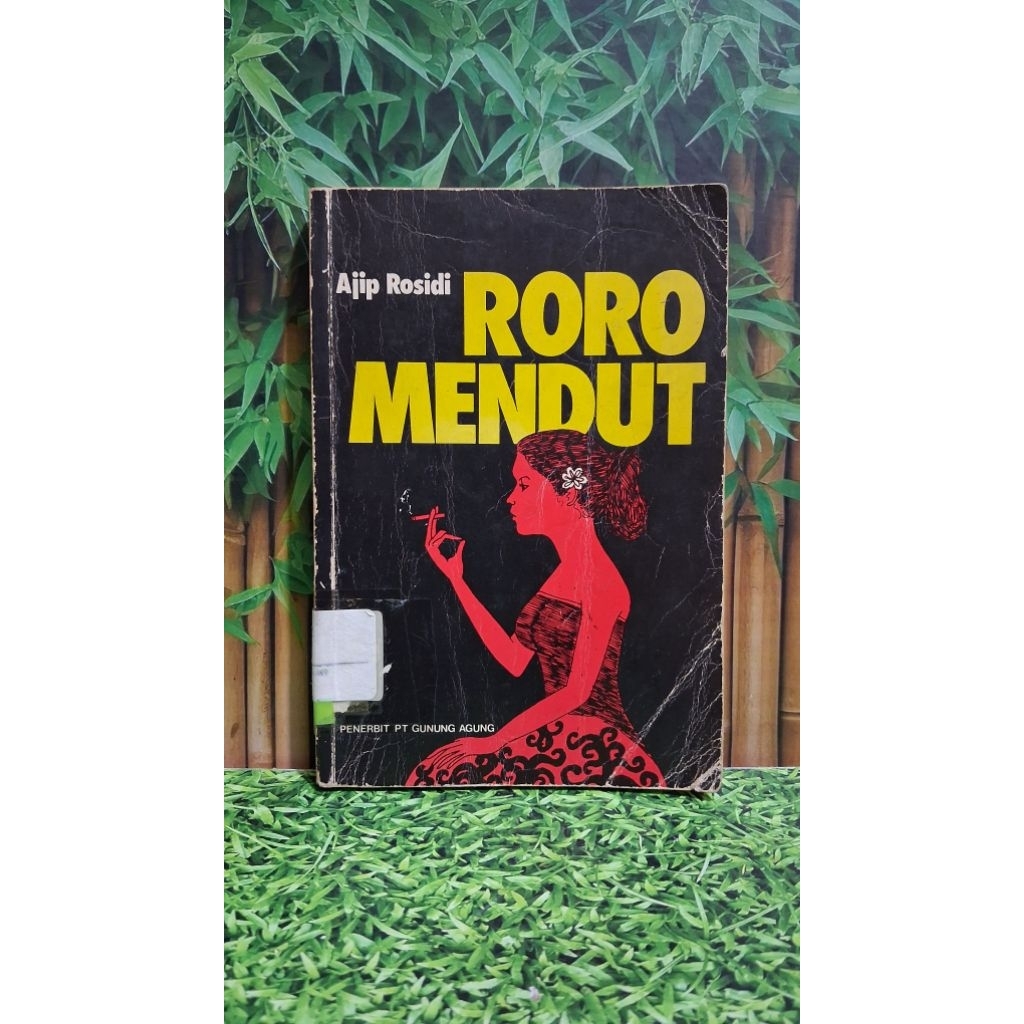 Ajip Rosidi
RORO
MENDUT
PENERBIT PT GUNUNG AGUNG